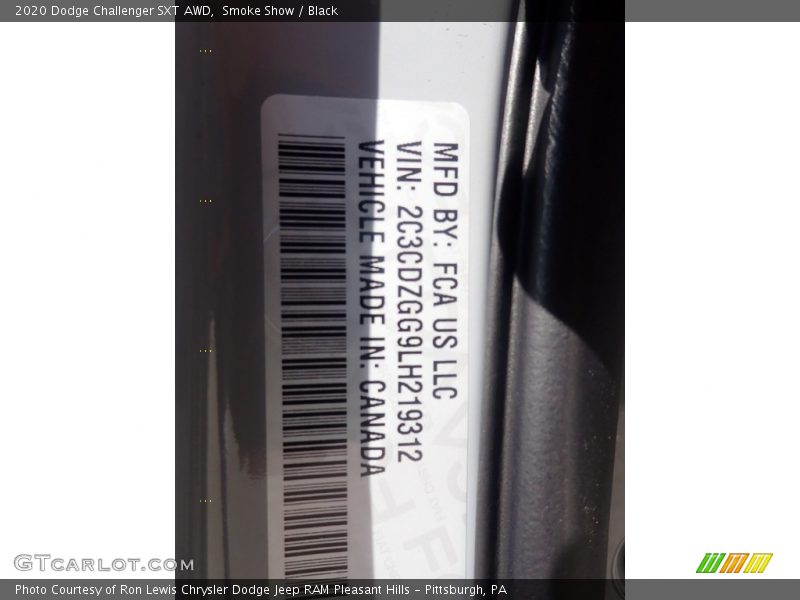 2020 Dodge Challenger SXT AWD, Smoke Show / Black
MFD BY: FCA US LLC
VIN: 2C3CDZGG9LH219312
VEHICLE MADE IN: CANADA
GTcarlot.com
Photo Courtesy of Ron Lewis Chrysler Dodge Jeep RAM Pleasant Hills - Pittsburgh, PA